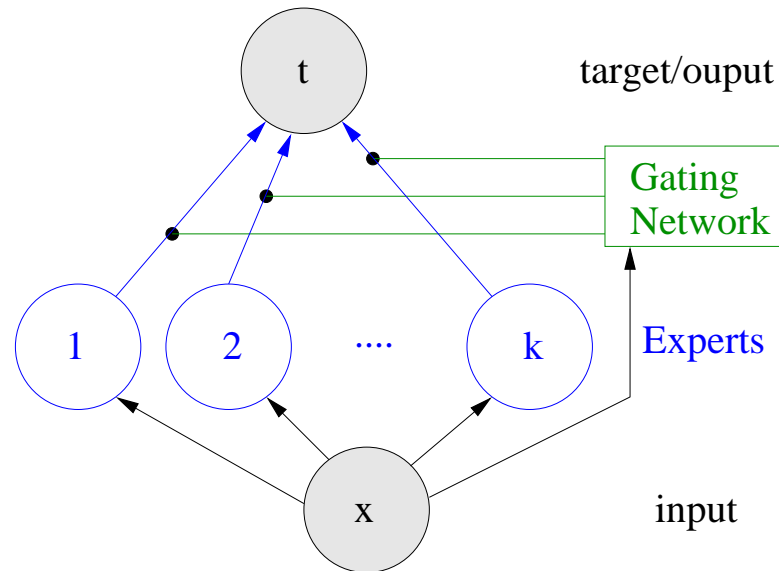 t
target/ouput
Gating
Network
1
2
....
k
Experts
x
input